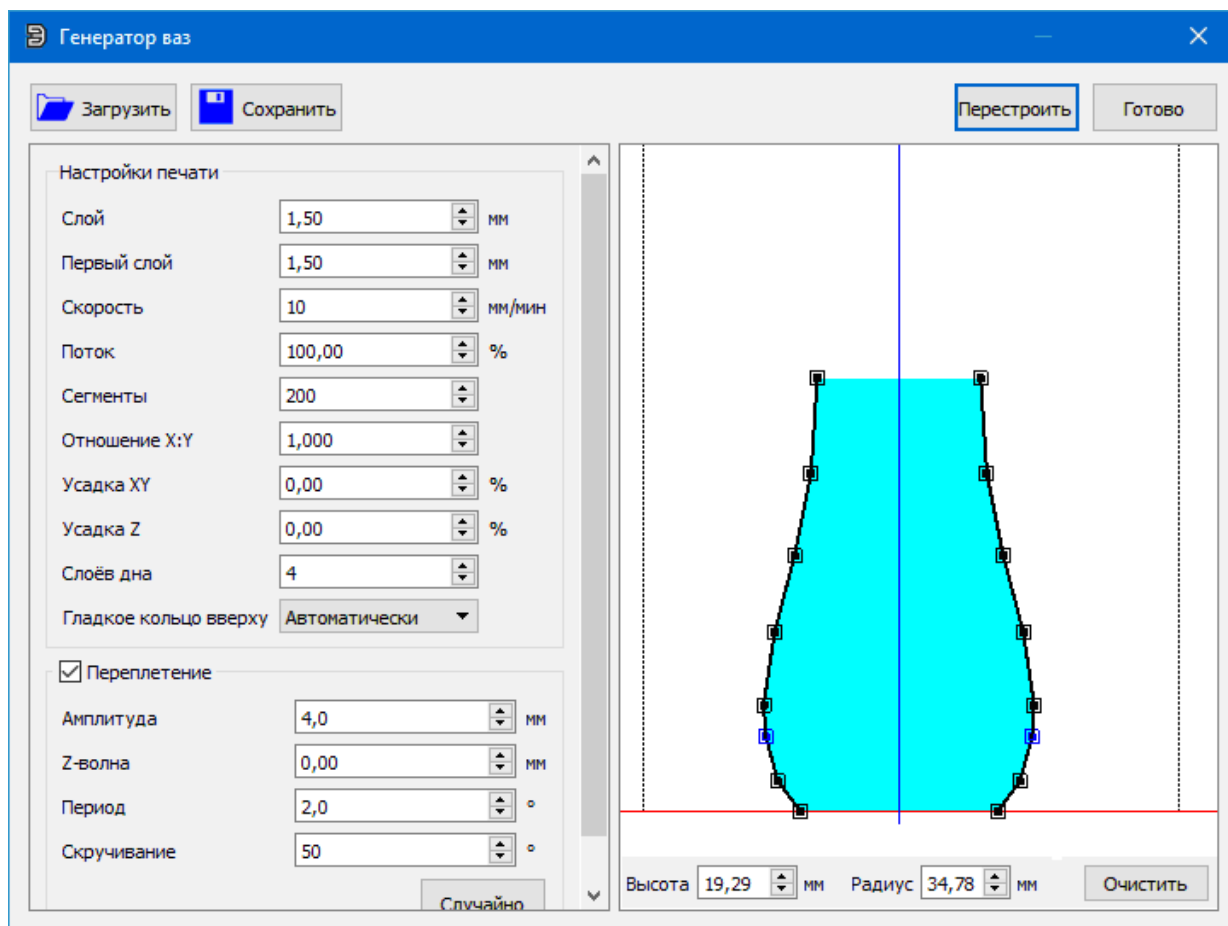 Генератор ваз
Загрузить Сохранить Перестроить Готово
Настройки печати
Слой 1,50 мм
Первый слой 1,50 мм
Скорость 10 мм/мин
Поток 100,00 %
Сегменты 200
Отношение X:Y 1,000
Усадка XY 0,00 %
Усадка Z 0,00 %
Слоёв дна 4
Гладкое кольцо вверху Автоматически
Переплетение
Амплитуда 4,0 мм
Z-волна 0,00 мм
Период 2,0 °
Скручивание 50 °
Случайно
Высота 19,29 мм Радиус 34,78 мм Очистить